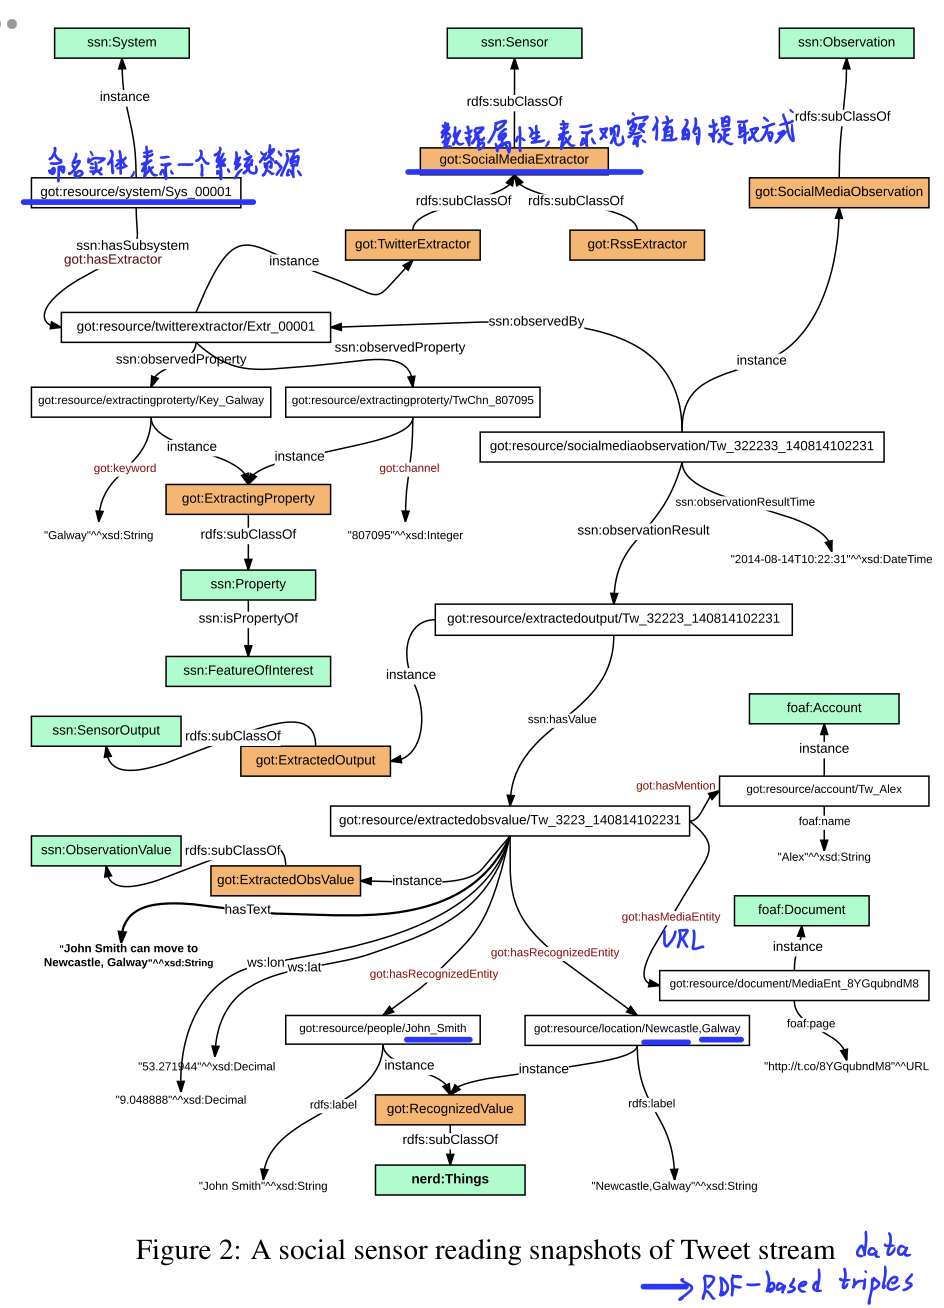 ssn:System
ssn:Sensor
ssn:Observation
instance
rdfs:subClassOf
rdfs:subClassOf
命名实体,表示一个系统资源
数据属性,表示观察值的提取方式
got:SocialMediaExtractor
got:resource/system/Sys_00001
got:SocialMediaObservation
rdfs:subClassOf
rdfs:subClassOf
ssn:hasSubsystem
got:hasExtractor
got:TwitterExtractor
got:RssExtractor
instance
got:resource/twitterextractor/Extr_00001
ssn:observedBy
ssn:observedProperty
ssn:observedProperty
instance
got:resource/extractingproterty/Key_Galway
got:resource/extractingproterty/TwChn_807095
instance
instance
got:resource/socialmediaobservation/Tw_322233_140814102231
got:keyword
got:channel
got:ExtractingProperty
ssn:observationResultTime
"Galway"^^xsd:String
rdfs:subClassOf
"807095"^^xsd:Integer
ssn:observationResult
"2014-08-14T10:22:31"^^xsd:DateTime
ssn:Property
ssn:isPropertyOf
got:resource/extractedoutput/Tw_32223_140814102231
ssn:FeatureOfInterest
instance
ssn:SensorOutput
rdfs:subClassOf
ssn:hasValue
foaf:Account
got:ExtractedOutput
instance
got:hasMention
got:resource/account/Tw_Alex
got:resource/extractedobsvalue/Tw_3223_140814102231
foaf:name
ssn:ObservationValue
rdfs:subClassOf
"Alex"^^xsd:String
got:ExtractedObsValue
instance
hasText
got:hasMediaEntity
foaf:Document
URL
"John Smith can move to
Newcastle, Galway"^^xsd:String
ws:lon
ws:lat
got:hasRecognizedEntity
got:hasRecognizedEntity
instance
got:resource/document/MediaEnt_8YGqubndM8
got:resource/people/John_Smith
got:resource/location/Newcastle,Galway
foaf:page
"53.271944"^^xsd:Decimal
instance
instance
"http://t.co/8YGqubndM8"^^URL
"9.048888"^^xsd:Decimal
rdfs:label
got:RecognizedValue
rdfs:label
rdfs:subClassOf
"John Smith"^^xsd:String
nerd:Things
"Newcastle,Galway"^^xsd:String
Figure 2: A social sensor reading snapshots of Tweet stream data
→ RDF-based triples